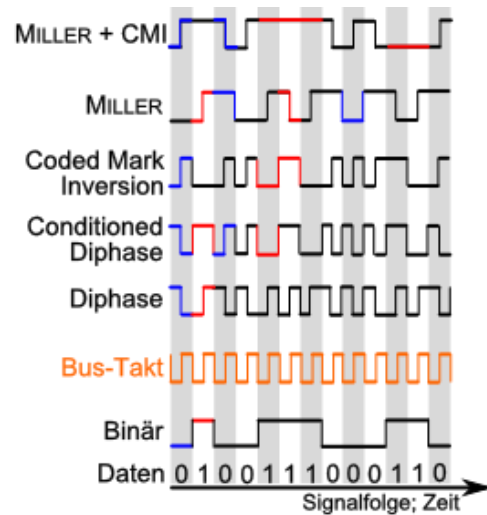 MILLER + CMI
MILLER
Coded Mark
Inversion
Conditioned
Diphase
Diphase
Bus-Takt
Binär
Daten 0 1 0 0 1 1 1 0 0 0 1 1 0
Signalfolge; Zeit